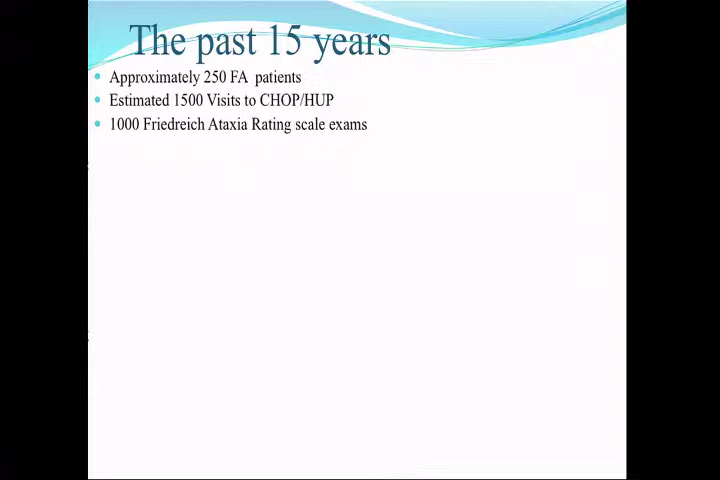 The past 15 years
Approximately 250 FA patients
Estimated 1500 Visits to CHOP/HUP
1000 Friedreich Ataxia Rating scale exams